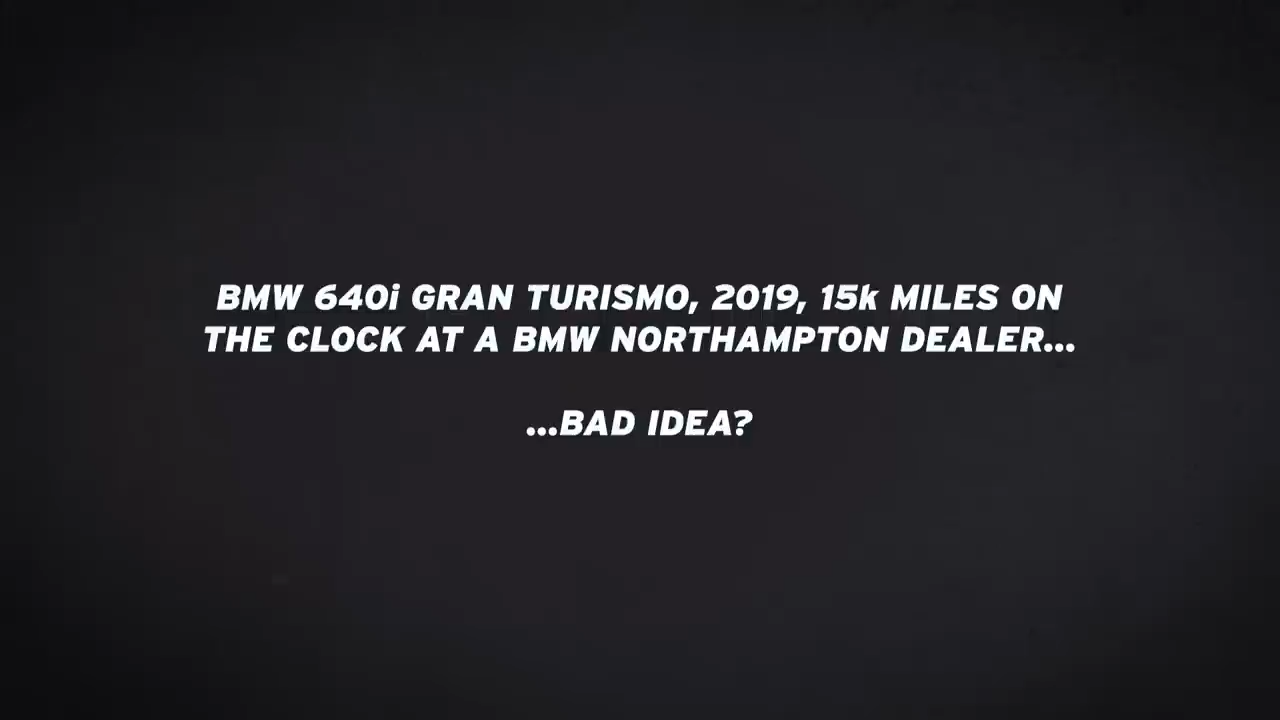 BMW 640i GRAN TURISMO, 2019, 15k MILES ON
THE CLOCK AT A BMW NORTHAMPTON DEALER...
...BAD IDEA?